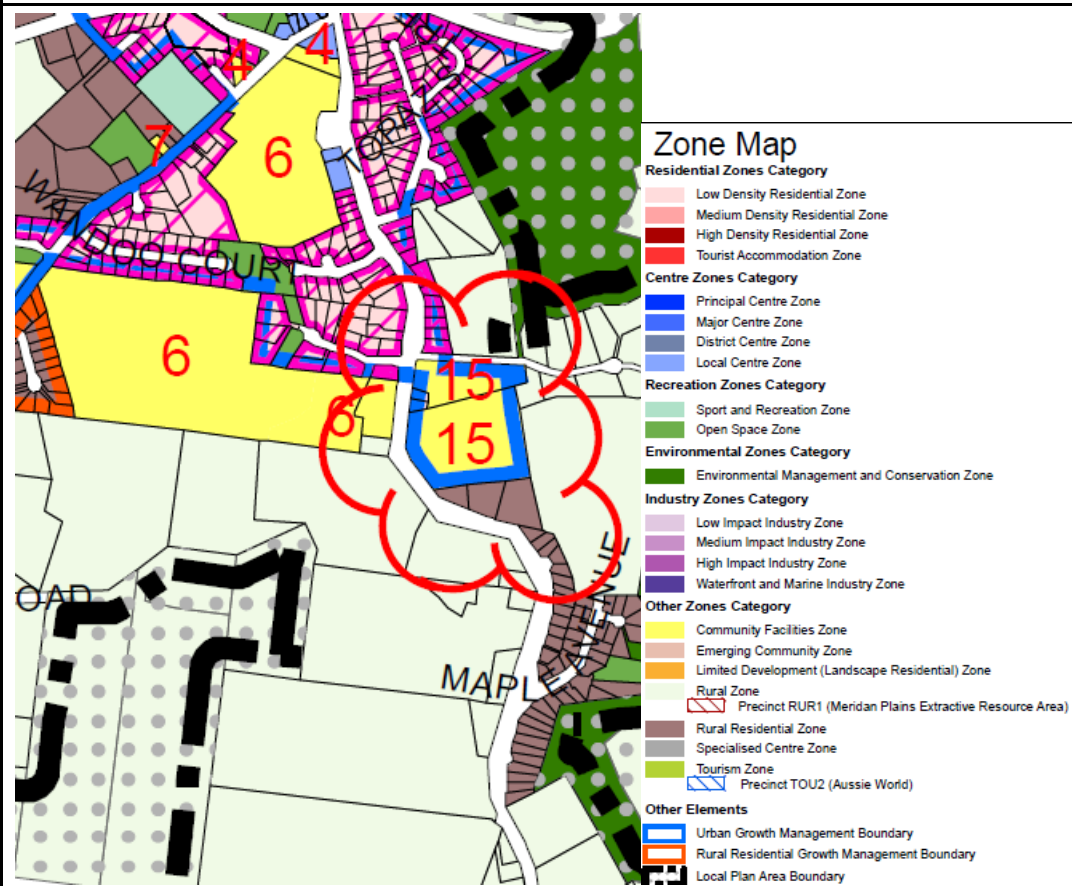 4
4
7
6
TOPAZ
WANDOO COURT
6
15
6
15
OAD
MAPLE AVENUE
Zone Map
Residential Zones Category
Low Density Residential Zone
Medium Density Residential Zone
High Density Residential Zone
Tourist Accommodation Zone
Centre Zones Category
Principal Centre Zone
Major Centre Zone
District Centre Zone
Local Centre Zone
Recreation Zones Category
Sport and Recreation Zone
Open Space Zone
Environmental Zones Category
Environmental Management and Conservation Zone
Industry Zones Category
Low Impact Industry Zone
Medium Impact Industry Zone
High Impact Industry Zone
Waterfront and Marine Industry Zone
Other Zones Category
Community Facilities Zone
Emerging Community Zone
Limited Development (Landscape Residential) Zone
Rural Zone
Precinct RUR1 (Meridan Plains Extractive Resource Area)
Rural Residential Zone
Specialised Centre Zone
Tourism Zone
Precinct TOU2 (Aussie World)
Other Elements
Urban Growth Management Boundary
Rural Residential Growth Management Boundary
Local Plan Area Boundary